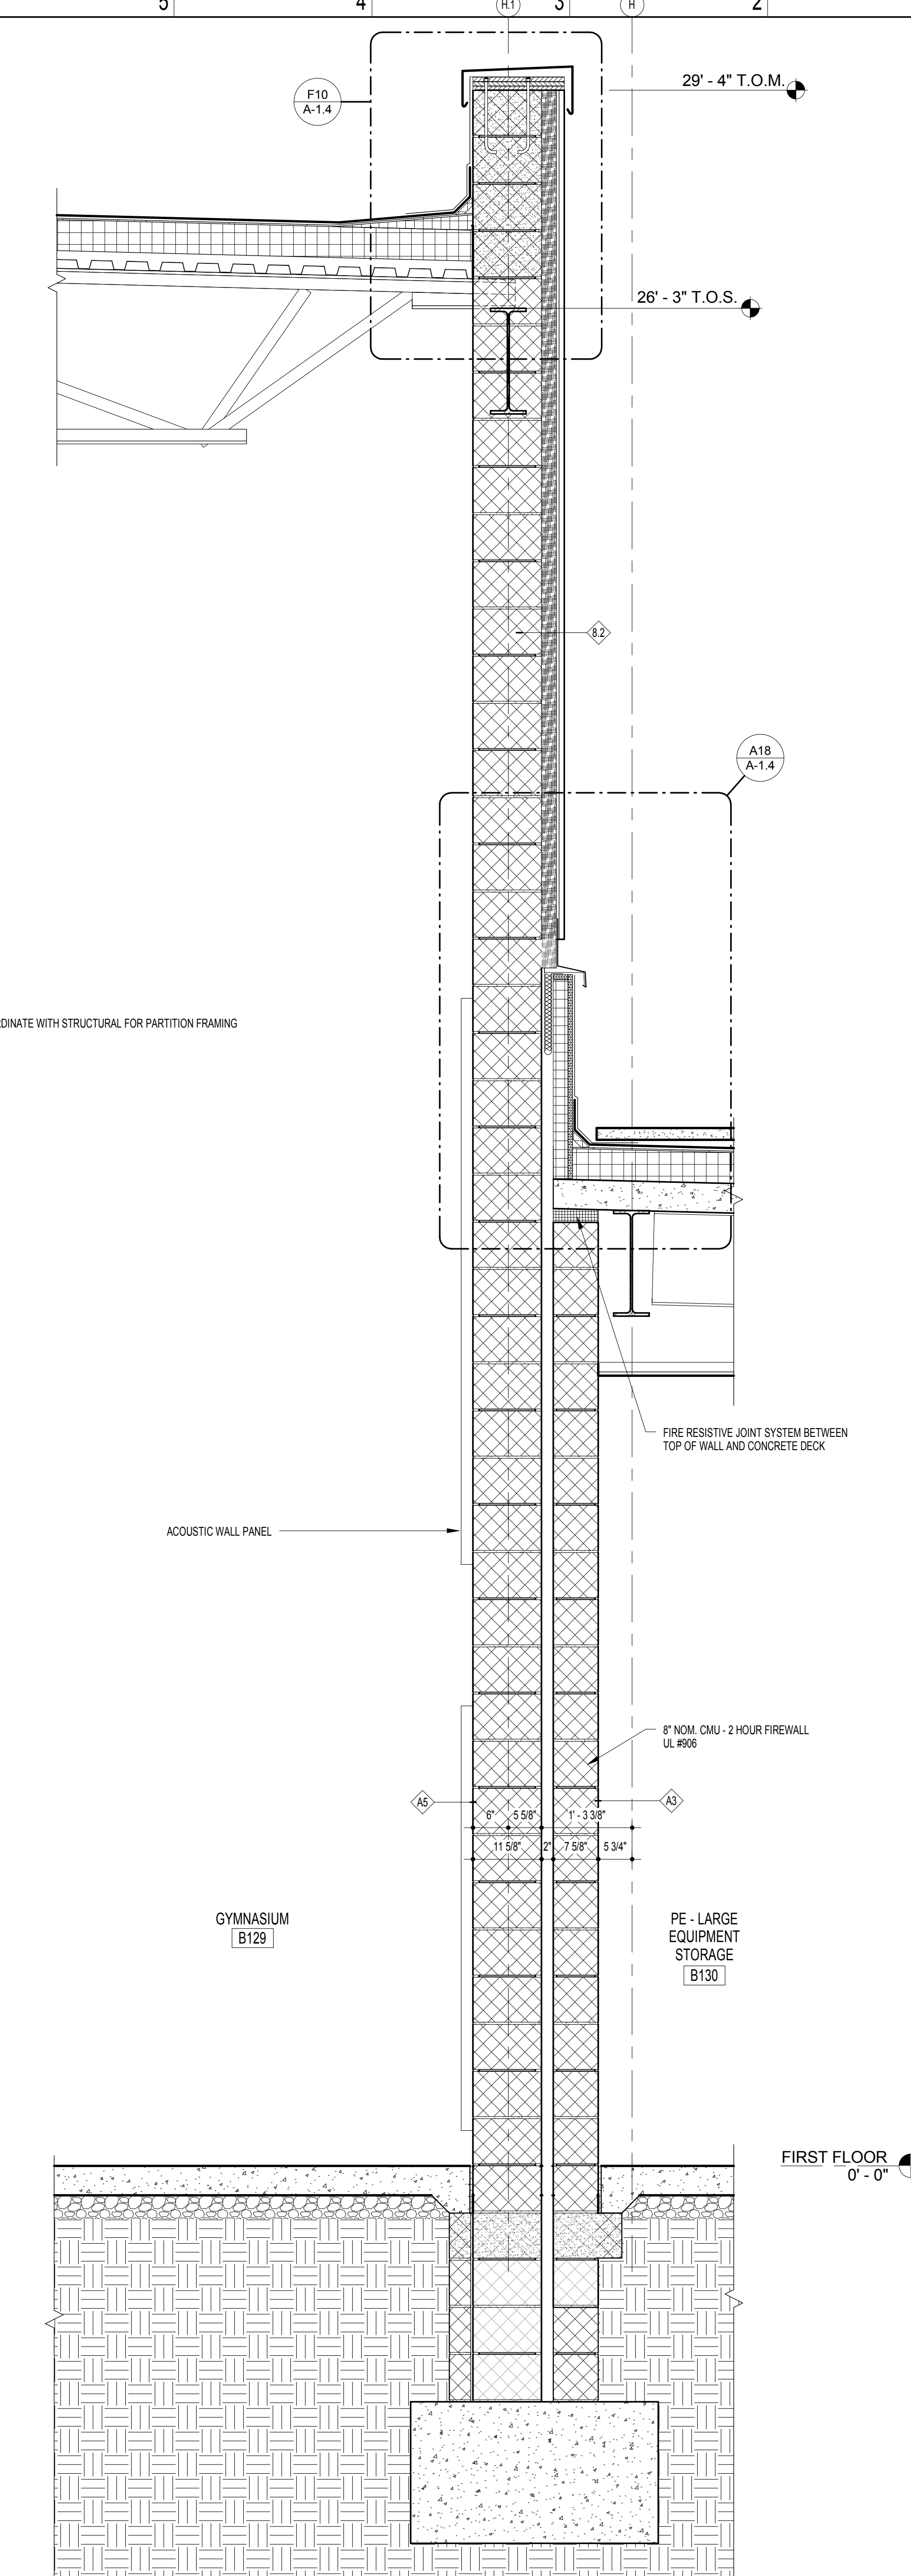 5
4
H.1
3
H
2
F10
A-1.4
29' - 4" T.O.M.
26' - 3" T.O.S.
8.2
A18
A-1.4
RDINATE WITH STRUCTURAL FOR PARTITION FRAMING
FIRE RESISTIVE JOINT SYSTEM BETWEEN
TOP OF WALL AND CONCRETE DECK
ACOUSTIC WALL PANEL
8" NOM. CMU - 2 HOUR FIREWALL
UL #906
A5
A3
6"
5 5/8"
1' - 3 3/8"
11 5/8"
2"
7 5/8"
5 3/4"
GYMNASIUM
B129
PE - LARGE
EQUIPMENT
STORAGE
B130
FIRST FLOOR
0' - 0"